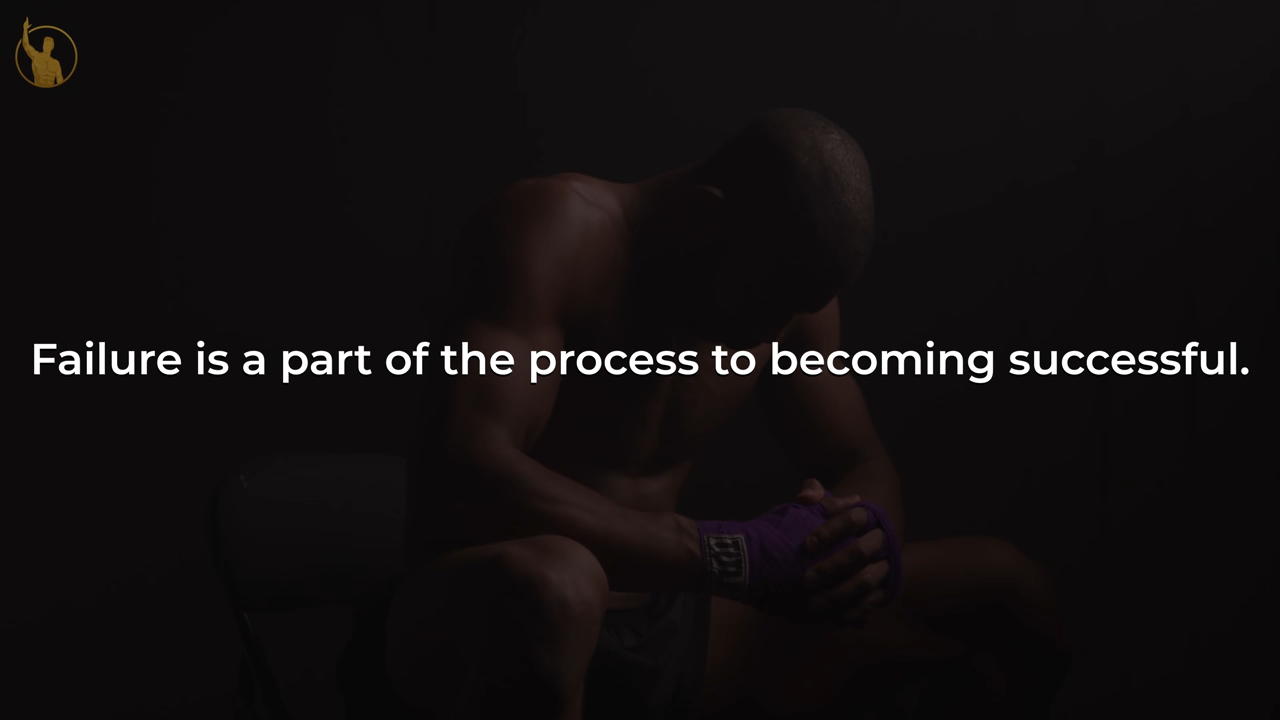 Failure is a part of the process to becoming successful.